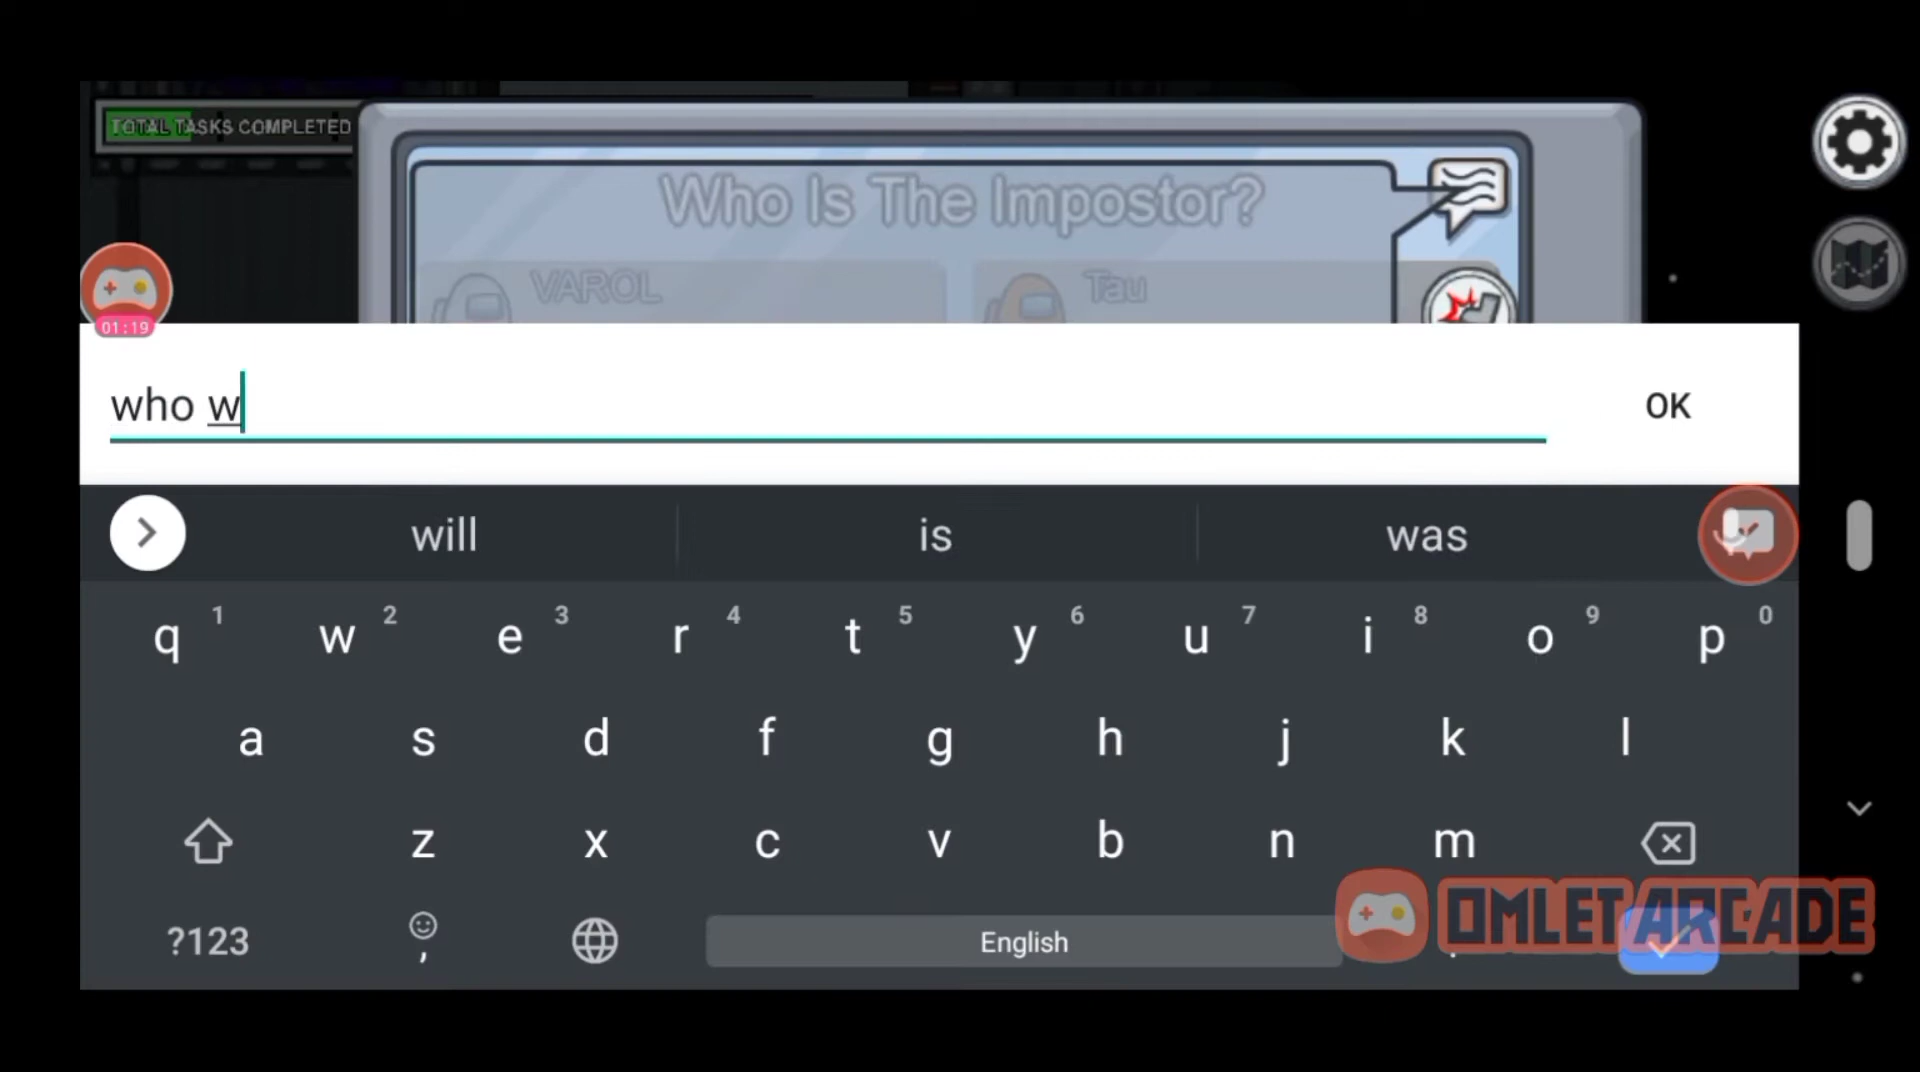 TOTAL TASKS COMPLETED
Who Is The Impostor?
VAROL
Tau
01:19
who w
OK
will
is
was
q 1 w 2 e 3 r 4 t 5 y 6 u 7 i 8 o 9 p 0
a s d f g h j k l
z x c v b n m
?123
,
English
.
OMLET ARCADE